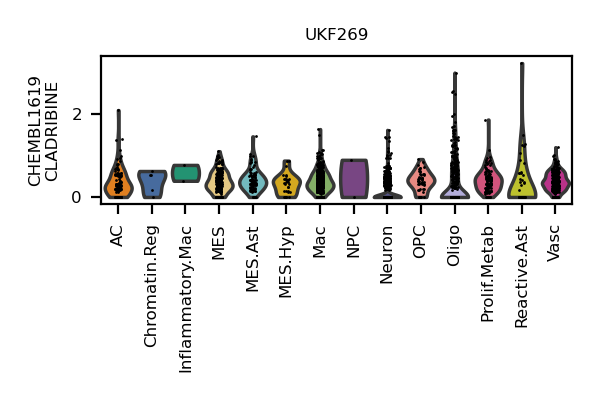 UKF269
CHEMBL1619
CLADRIBINE
2
0
AC
Chromatin.Reg
Inflammatory.Mac
MES
MES.Ast
MES.Hyp
Mac
NPC
Neuron
OPC
Oligo
Prolif.Metab
Reactive.Ast
Vasc